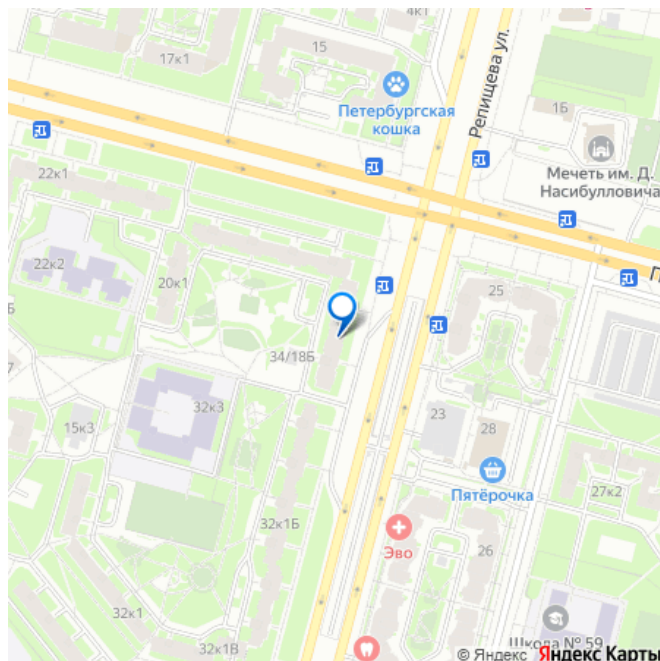 4к1
15
17к1
Петербургская
кошка
Репищева ул.
1Б
Мечеть им. Д.
Насибулловича
22к1
22к2
20к1
25
П
Б
34/18Б
7
32к3
15к3
23
28
Пятёрочка
27к2
32к1Б
Эво
26
32к1
32к1В
Школа № 59
© Яндекс Яндекс Карты